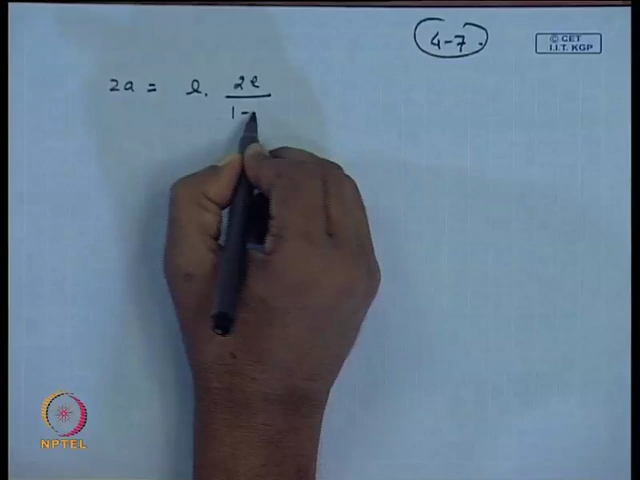 4-7.
© CET
I.I.T. KGP
2a = l. 2e
1-
NPTEL